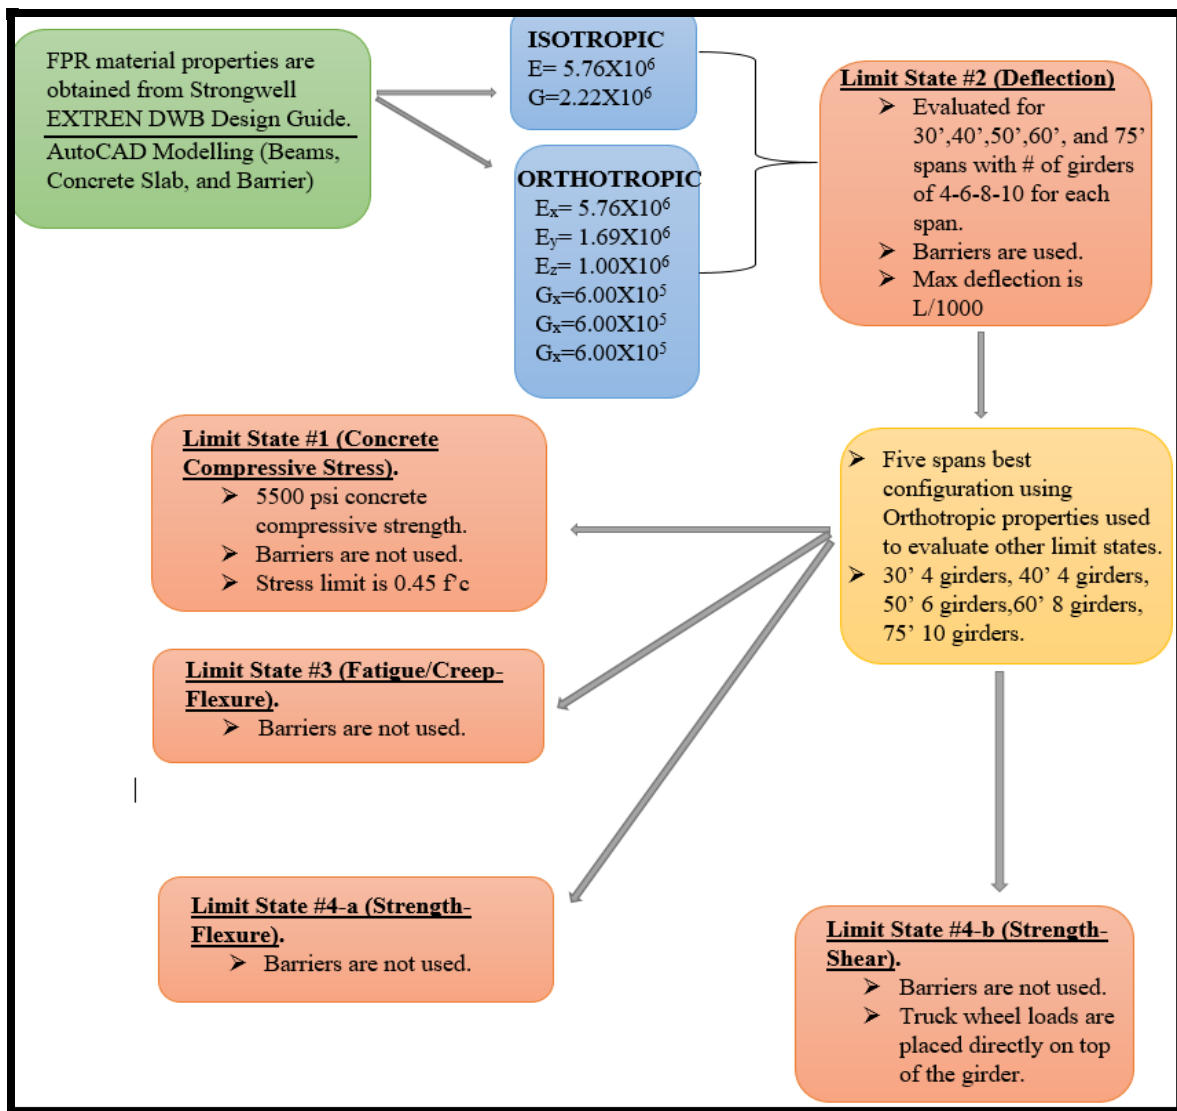 FPR material properties are
obtained from Strongwell
EXTREN DWB Design Guide.
AutoCAD Modelling (Beams,
Concrete Slab, and Barrier)
ISOTROPIC
E= 5.76X10⁶
G=2.22X10⁶
ORTHOTROPIC
Eₓ= 5.76X10⁶
Eᵧ= 1.69X10⁶
E_z= 1.00X10⁶
Gₓ=6.00X10⁵
Gₓ=6.00X10⁵
Gₓ=6.00X10⁵
Limit State #2 (Deflection)
➤ Evaluated for
30’,40’,50’,60’, and 75’
spans with # of girders
of 4-6-8-10 for each
span.
➤ Barriers are used.
➤ Max deflection is
L/1000
➤ Five spans best
configuration using
Orthotropic properties used
to evaluate other limit states.
➤ 30’ 4 girders, 40’ 4 girders,
50’ 6 girders,60’ 8 girders,
75’ 10 girders.
Limit State #1 (Concrete
Compressive Stress).
➤ 5500 psi concrete
compressive strength.
➤ Barriers are not used.
➤ Stress limit is 0.45 f’c
Limit State #3 (Fatigue/Creep-
Flexure).
➤ Barriers are not used.
Limit State #4-a (Strength-
Flexure).
➤ Barriers are not used.
Limit State #4-b (Strength-
Shear).
➤ Barriers are not used.
➤ Truck wheel loads are
placed directly on top
of the girder.